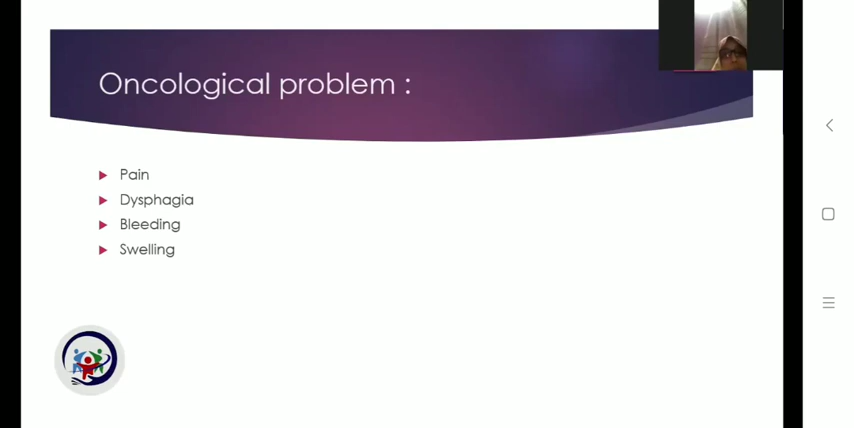 Oncological problem :
Pain
Dysphagia
Bleeding
Swelling